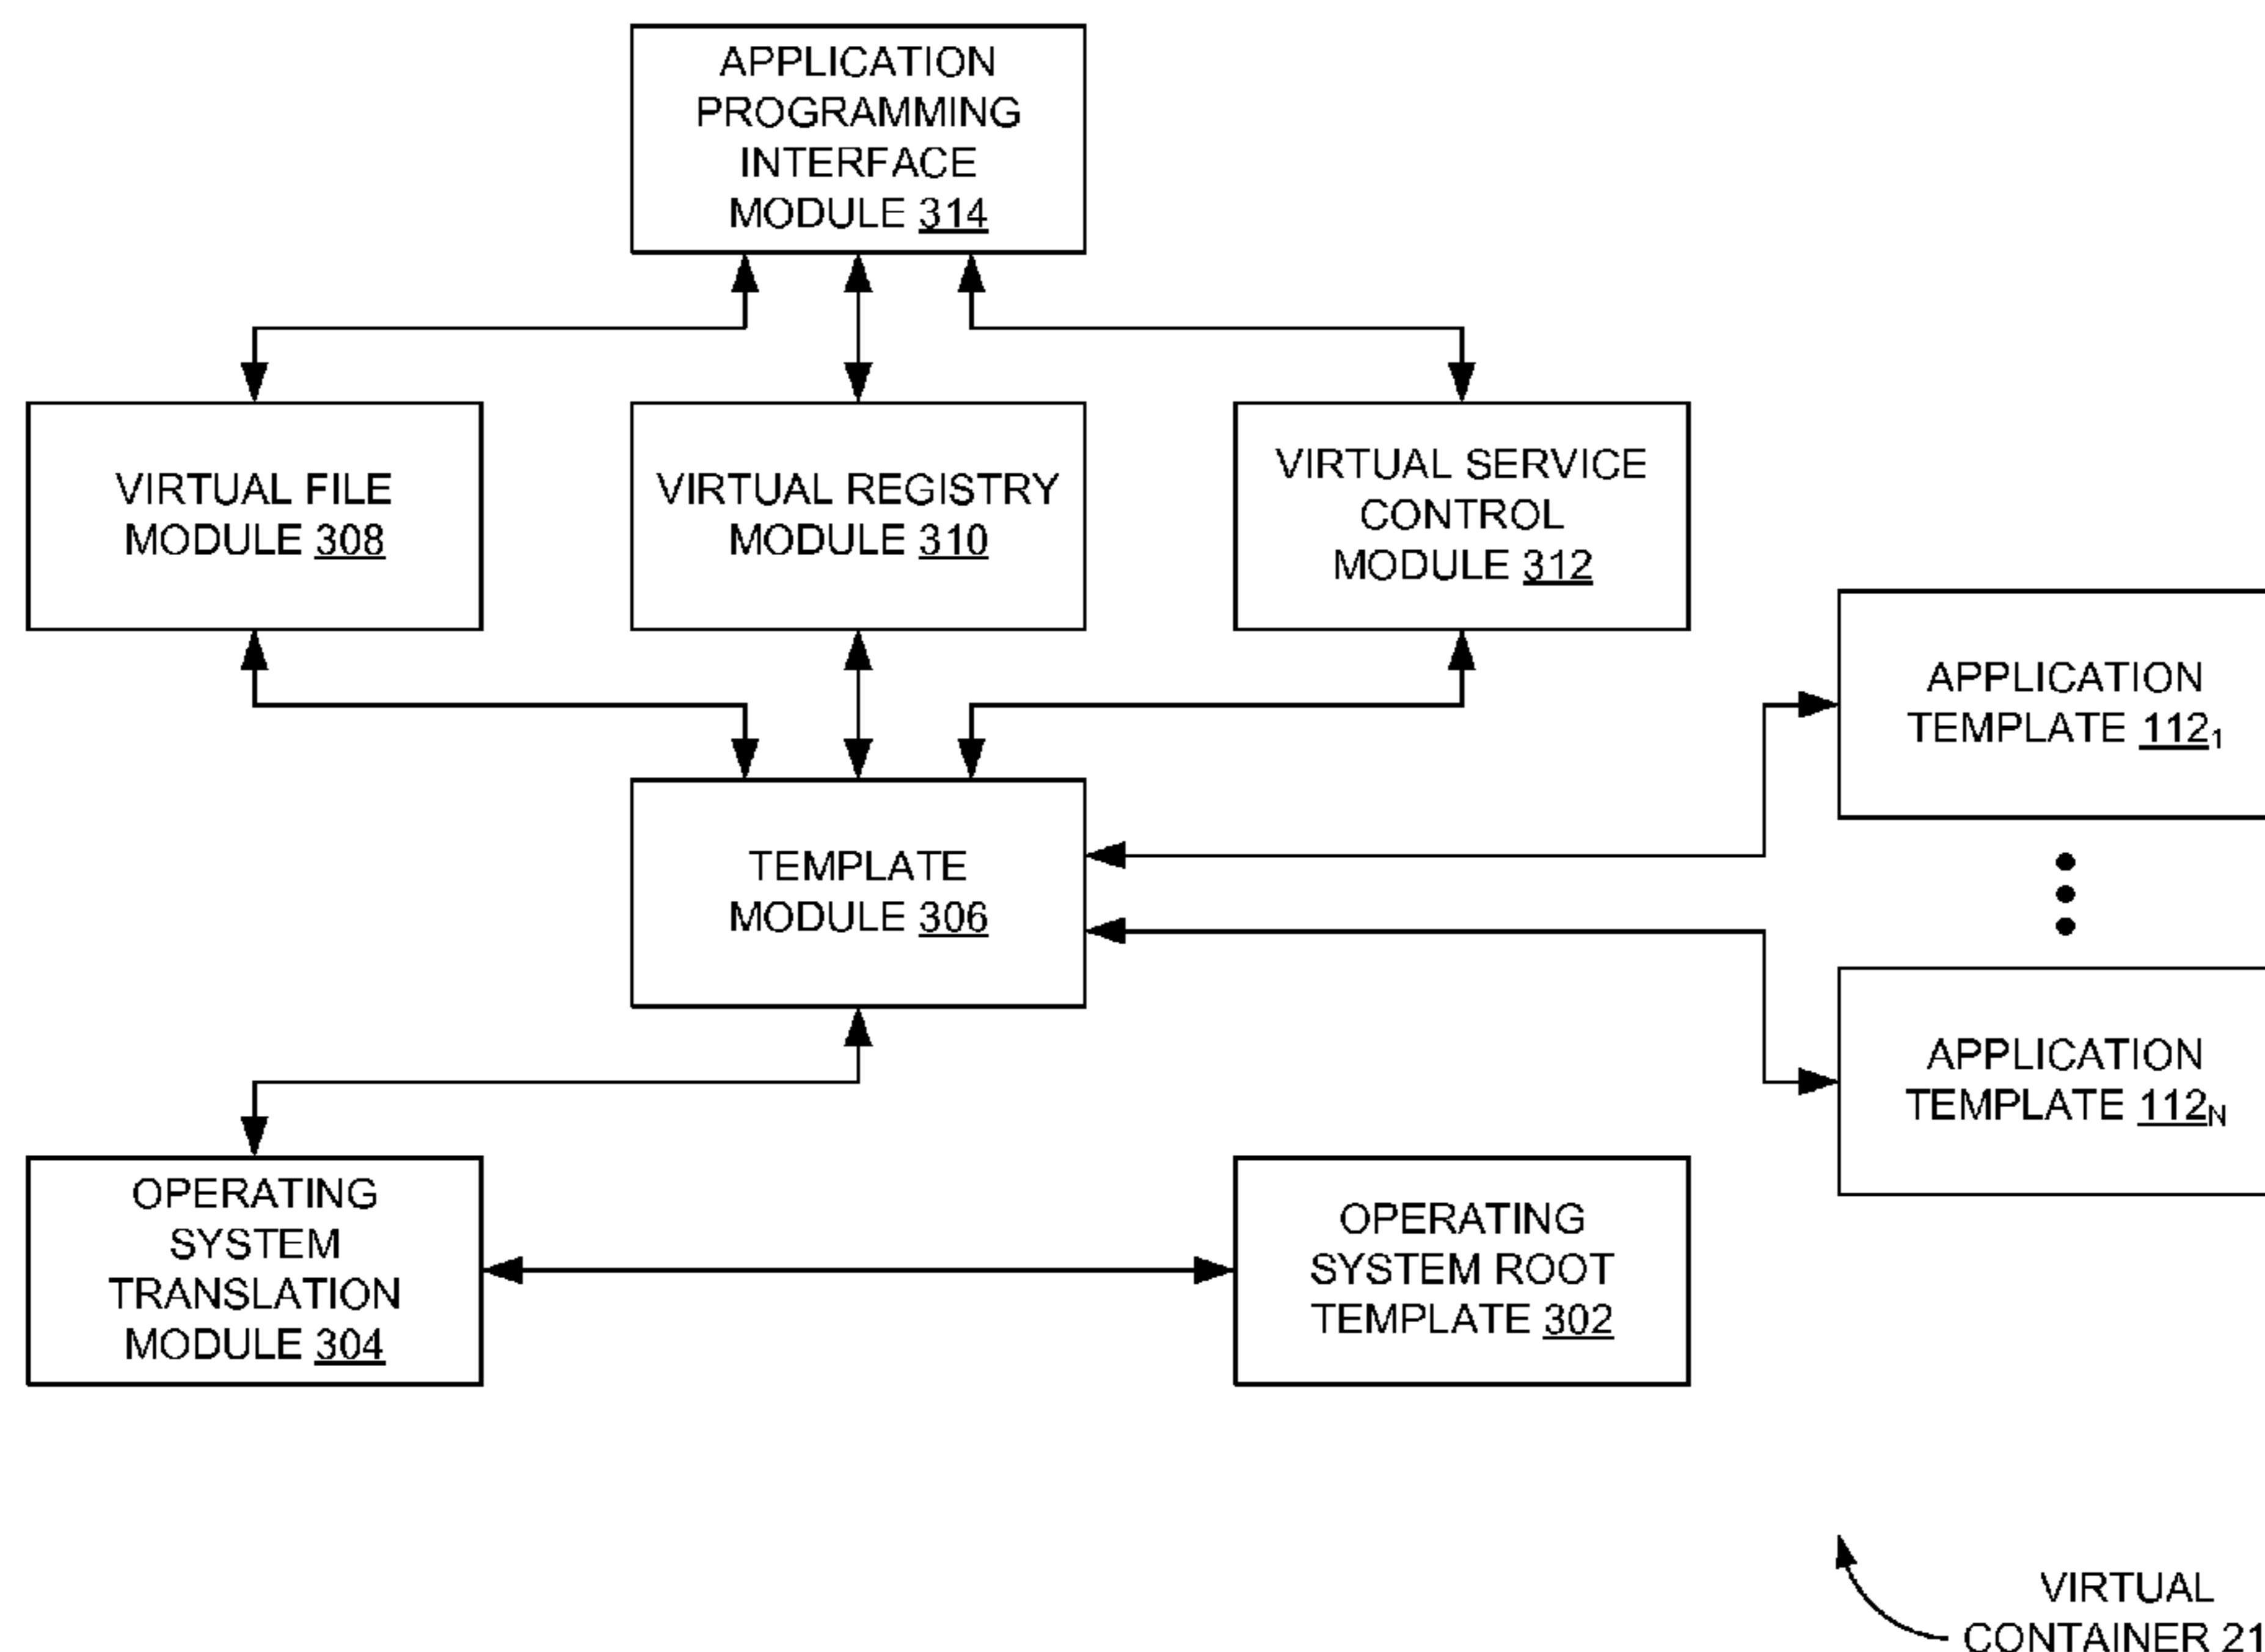 APPLICATION
PROGRAMMING
INTERFACE
MODULE 314
VIRTUAL FILE
MODULE 308
VIRTUAL REGISTRY
MODULE 310
VIRTUAL SERVICE
CONTROL
MODULE 312
APPLICATION
TEMPLATE 112₁
TEMPLATE
MODULE 306
APPLICATION
TEMPLATE 112N
OPERATING
SYSTEM
TRANSLATION
MODULE 304
OPERATING
SYSTEM ROOT
TEMPLATE 302
VIRTUAL
CONTAINER